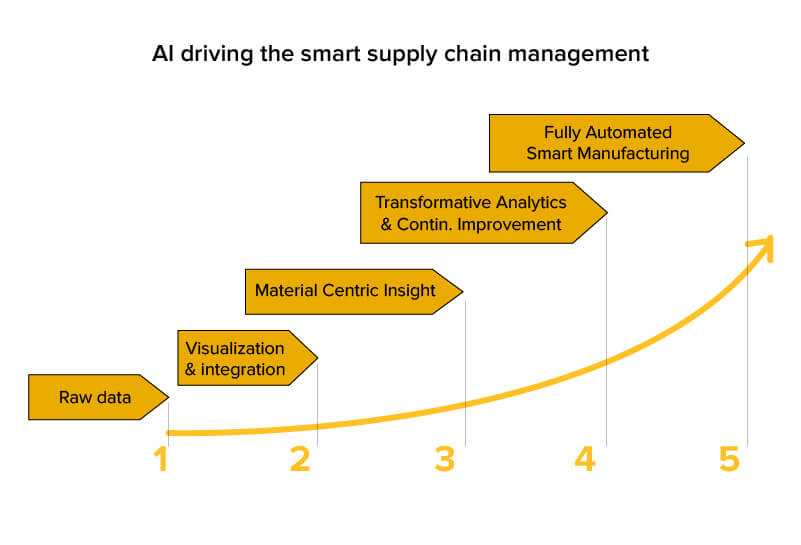 AI driving the smart supply chain management
Fully Automated
Smart Manufacturing
Transformative Analytics
& Contin. Improvement
Material Centric Insight
Visualization
& integration
Raw data
1
2
3
4
5